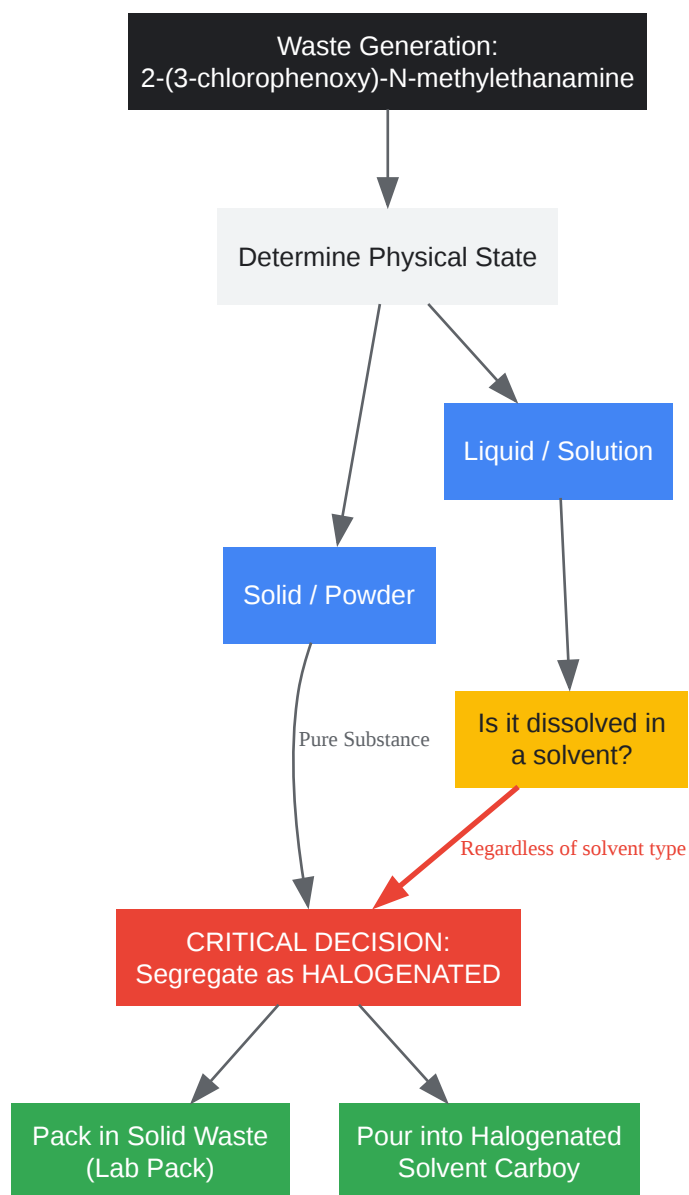 Waste Generation:
2-(3-chlorophenoxy)-N-methylethanamine
Determine Physical State
Liquid / Solution
Solid / Powder
Is it dissolved in
a solvent?
Pure Substance
Regardless of solvent type
CRITICAL DECISION:
Segregate as HALOGENATED
Pack in Solid Waste
(Lab Pack)
Pour into Halogenated
Solvent Carboy